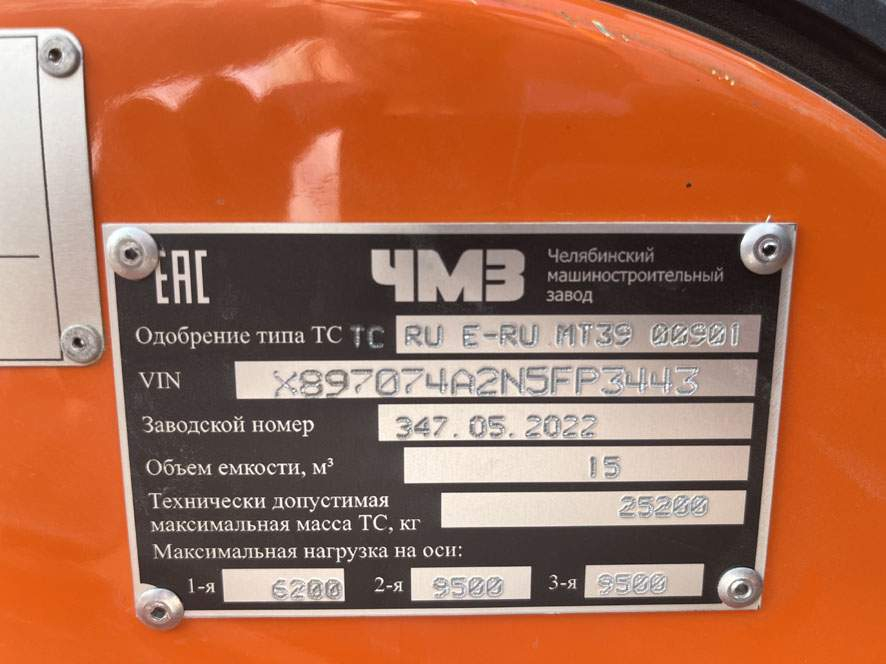 EAC
ЧМЗ
Челябинский
машиностроительный
завод
Одобрение типа ТС ТС RU E-RU.МТ39 00901
VIN X897074A2N5FP3443
Заводской номер 347.05.2022
Объем емкости, м³ 15
Технически допустимая
максимальная масса ТС, кг 25200
Максимальная нагрузка на оси:
1-я 6200 2-я 9500 3-я 9500